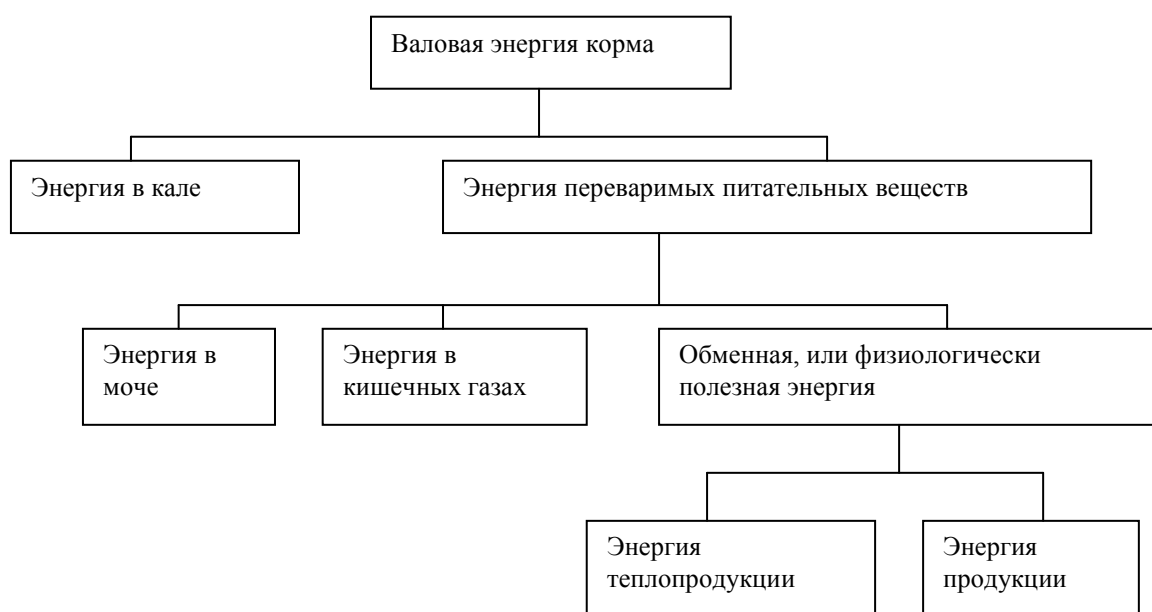 Валовая энергия корма
Энергия в кале
Энергия переваримых питательных веществ
Энергия в
моче
Энергия в
кишечных газах
Обменная, или физиологически
полезная энергия
Энергия
теплопродукции
Энергия
продукции